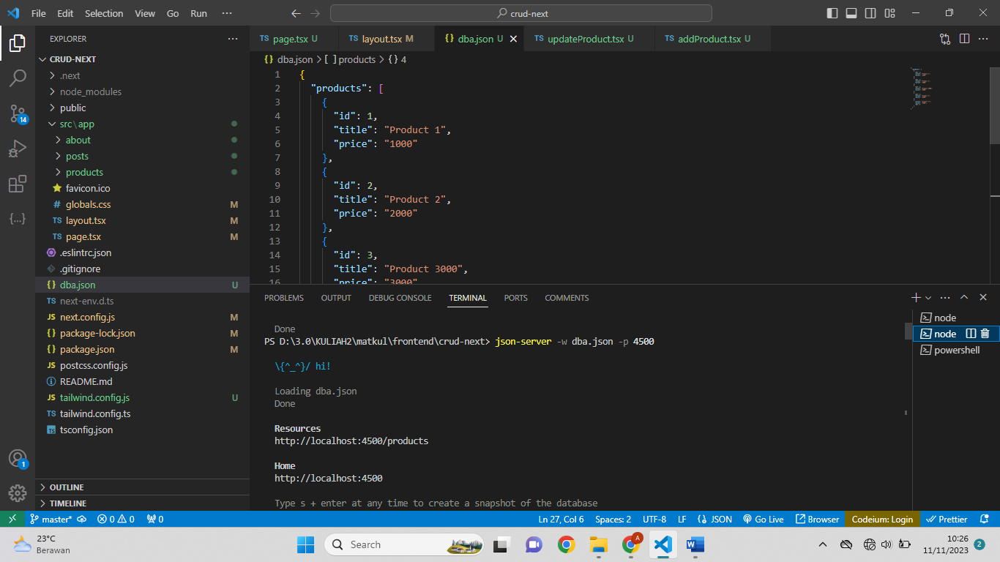 File Edit Selection View Go Run ···
crud-next
EXPLORER ···
CRUD-NEXT
.next
node_modules
public
src\app
about
posts
products
favicon.ico
# globals.css M
TS layout.tsx M
TS page.tsx M
.eslintrc.json
.gitignore
{} dba.json U
TS next-env.d.ts
JS next.config.js M
{} package-lock.json M
{} package.json M
JS postcss.config.js
README.md
JS tailwind.config.js U
TS tailwind.config.ts
TS tsconfig.json
OUTLINE
TIMELINE
TS page.tsx U TS layout.tsx M {} dba.json U TS updateProduct.tsx U TS addProduct.tsx U
{} dba.json > [ ] products > {} 4
1 {
2 "products": [
3 {
4 "id": 1,
5 "title": "Product 1",
6 "price": "1000"
7 },
8 {
9 "id": 2,
10 "title": "Product 2",
11 "price": "2000"
12 },
13 {
14 "id": 3,
15 "title": "Product 3000",
16 "price": "3000"
PROBLEMS OUTPUT DEBUG CONSOLE TERMINAL PORTS COMMENTS
Done
PS D:\3.0\KULIAH2\matkul\frontend\crud-next> json-server -w dba.json -p 4500
\{^_^}/ hi!
Loading dba.json
Done
Resources
http://localhost:4500/products
Home
http://localhost:4500
Type s + enter at any time to create a snapshot of the database
node
node
powershell
14
1
master* 0 0 0 Ln 27, Col 6 Spaces: 2 UTF-8 LF {} JSON Go Live Browser Codeium: Login Prettier
23°C
Berawan
Search
A
W
10:26
11/11/2023
2